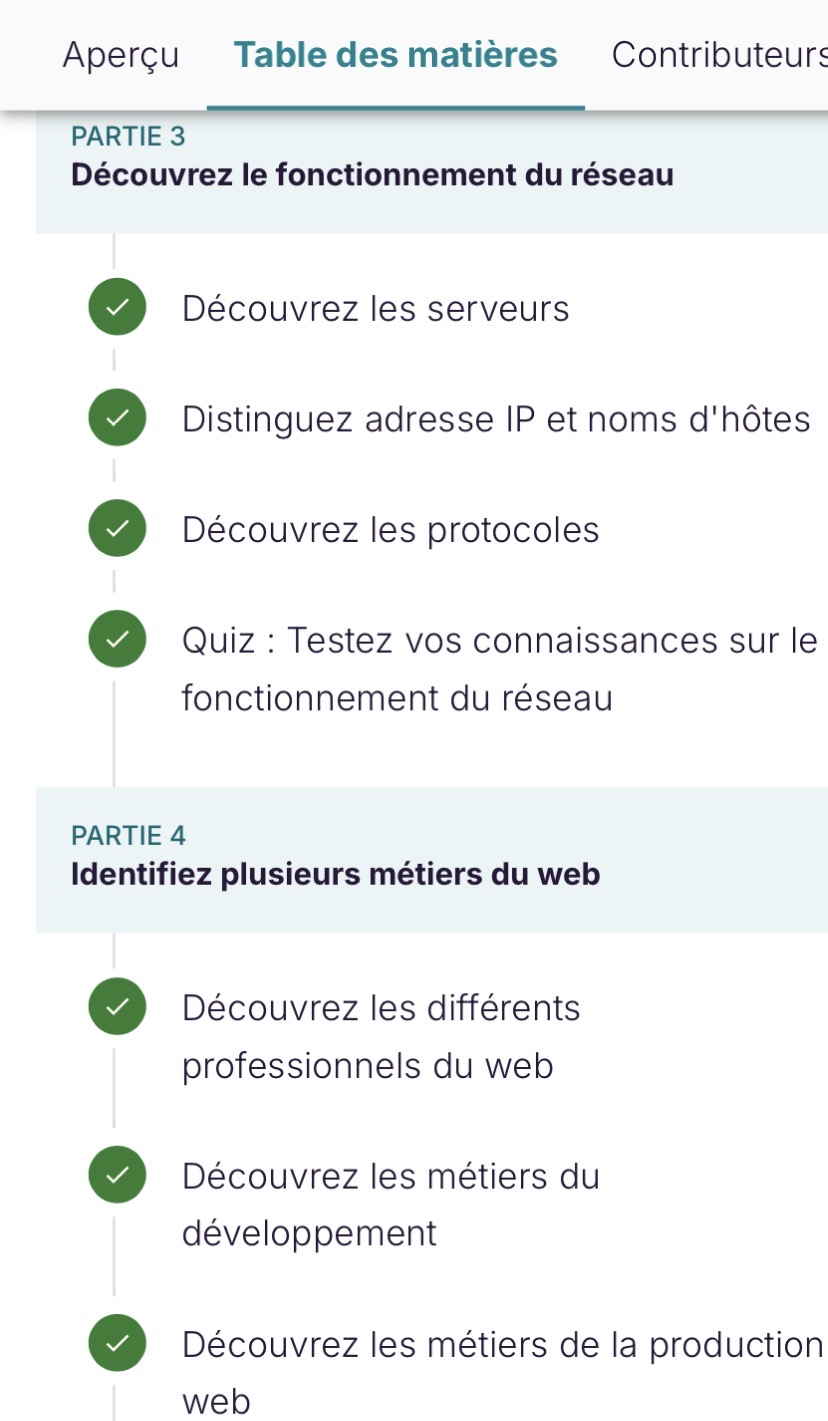 Aperçu Table des matières Contributeurs
PARTIE 3
Découvrez le fonctionnement du réseau
Découvrez les serveurs
Distinguez adresse IP et noms d'hôtes
Découvrez les protocoles
Quiz : Testez vos connaissances sur le
fonctionnement du réseau
PARTIE 4
Identifiez plusieurs métiers du web
Découvrez les différents
professionnels du web
Découvrez les métiers du
développement
Découvrez les métiers de la production
web